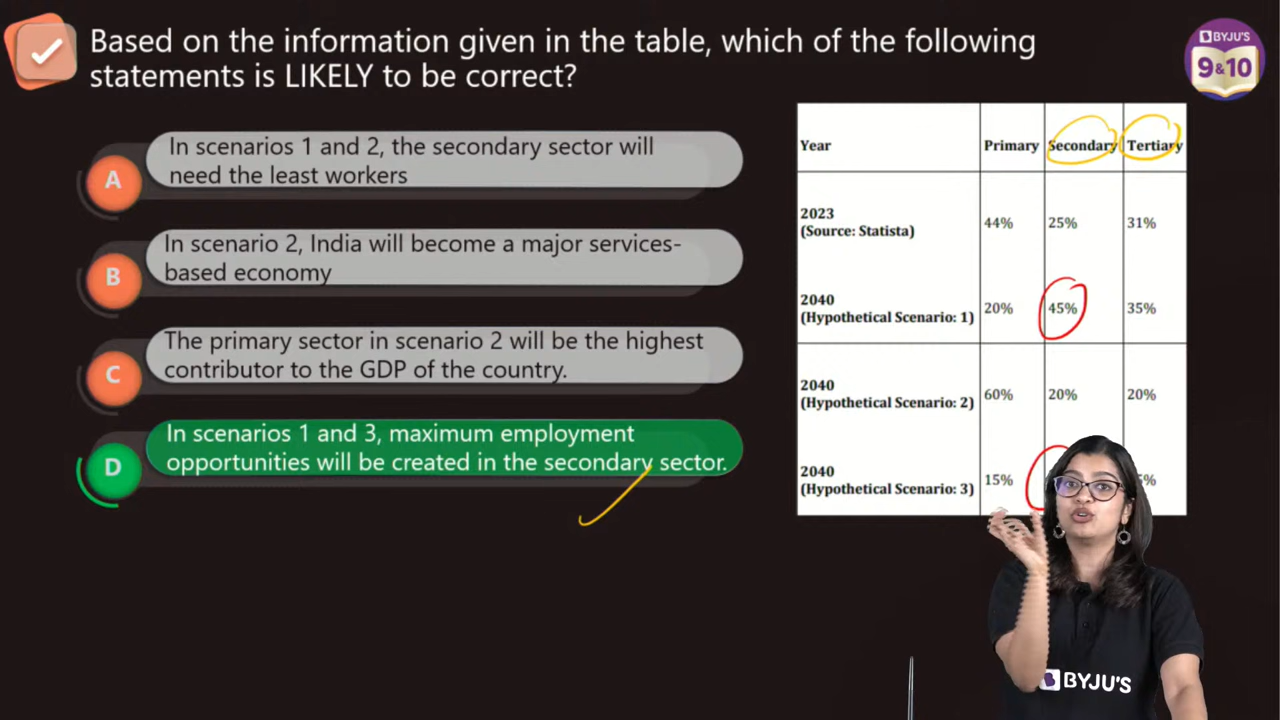 Based on the information given in the table, which of the following
statements is LIKELY to be correct?
BYJU'S
9&10
A
In scenarios 1 and 2, the secondary sector will
need the least workers
B
In scenario 2, India will become a major services-
based economy
C
The primary sector in scenario 2 will be the highest
contributor to the GDP of the country.
D
In scenarios 1 and 3, maximum employment
opportunities will be created in the secondary sector.
Year Primary Secondary Tertiary
2023
(Source: Statista) 44% 25% 31%
2040
(Hypothetical Scenario: 1) 20% 45% 35%
2040
(Hypothetical Scenario: 2) 60% 20% 20%
2040
(Hypothetical Scenario: 3) 15%
BYJU'S